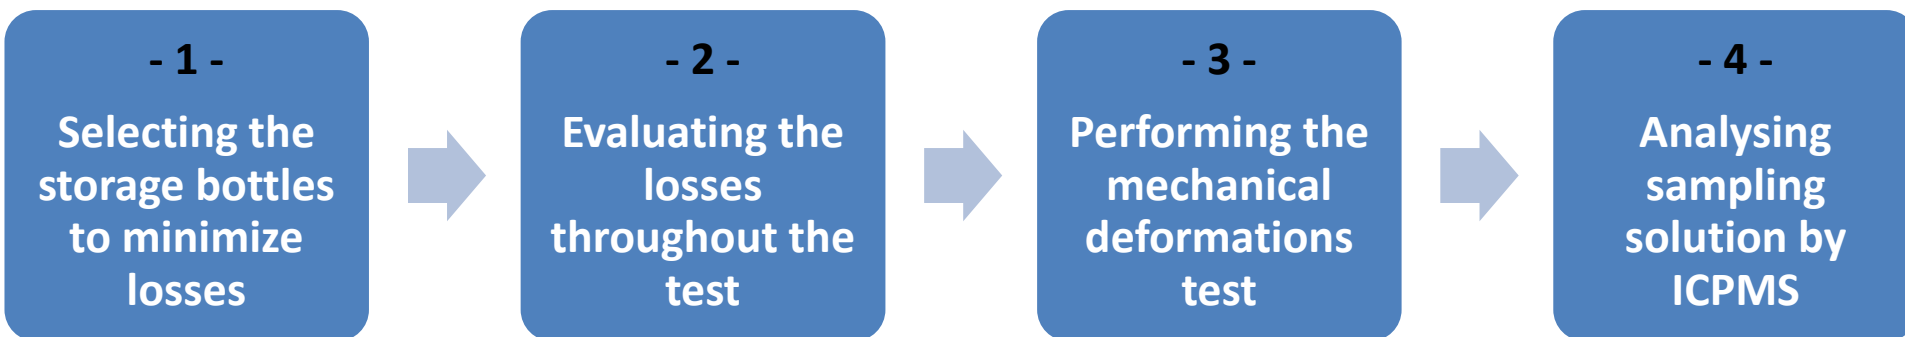 - 1 -
Selecting the
storage bottles
to minimize
losses
- 2 -
Evaluating the
losses
throughout the
test
- 3 -
Performing the
mechanical
deformations
test
- 4 -
Analysing
sampling
solution by
ICPMS